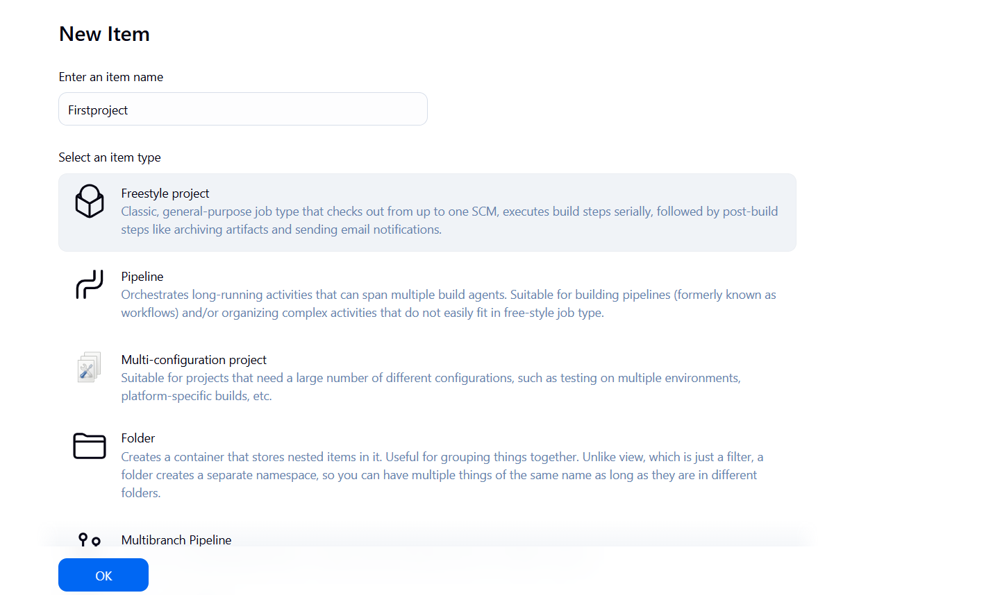 New Item
Enter an item name
Firstproject
Select an item type
Freestyle project
Classic, general-purpose job type that checks out from up to one SCM, executes build steps serially, followed by post-build
steps like archiving artifacts and sending email notifications.
Pipeline
Orchestrates long-running activities that can span multiple build agents. Suitable for building pipelines (formerly known as
workflows) and/or organizing complex activities that do not easily fit in free-style job type.
Multi-configuration project
Suitable for projects that need a large number of different configurations, such as testing on multiple environments,
platform-specific builds, etc.
Folder
Creates a container that stores nested items in it. Useful for grouping things together. Unlike view, which is just a filter, a
folder creates a separate namespace, so you can have multiple things of the same name as long as they are in different
folders.
Multibranch Pipeline
OK